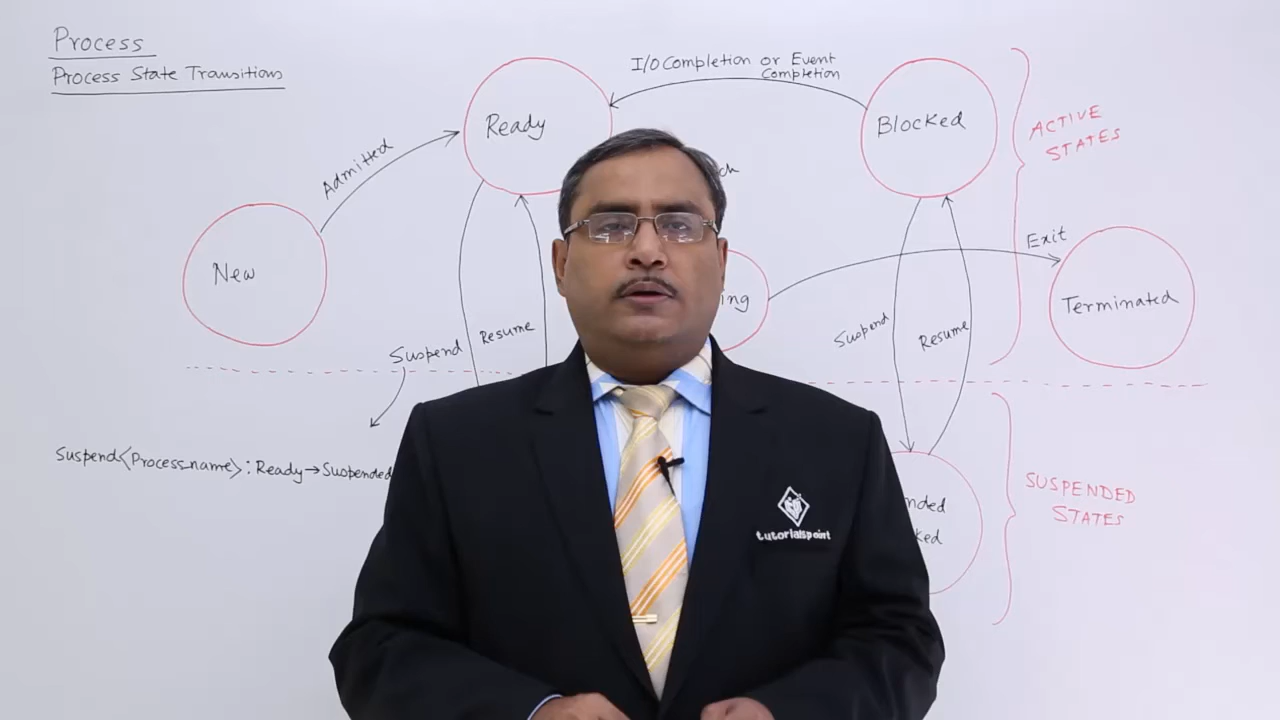 Process
Process State Transitions
I/O Completion or Event
Completion
Ready
Blocked
ACTIVE
STATES
Admitted
New
Exit
Terminated
Suspend
Resume
Suspend
Resume
Suspend<Process_name>: Ready→Suspended
SUSPENDED
STATES
tutorialspoint